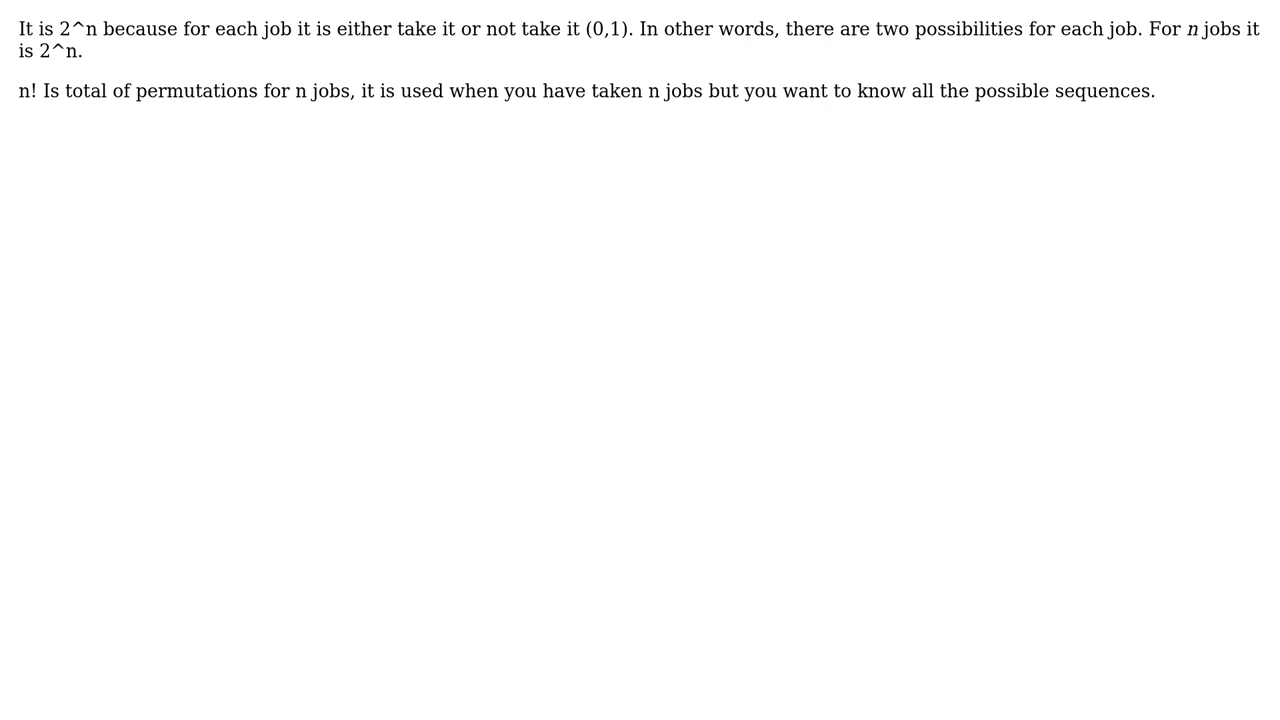 It is 2^n because for each job it is either take it or not take it (0,1). In other words, there are two possibilities for each job. For n jobs it
is 2^n.
n! Is total of permutations for n jobs, it is used when you have taken n jobs but you want to know all the possible sequences.